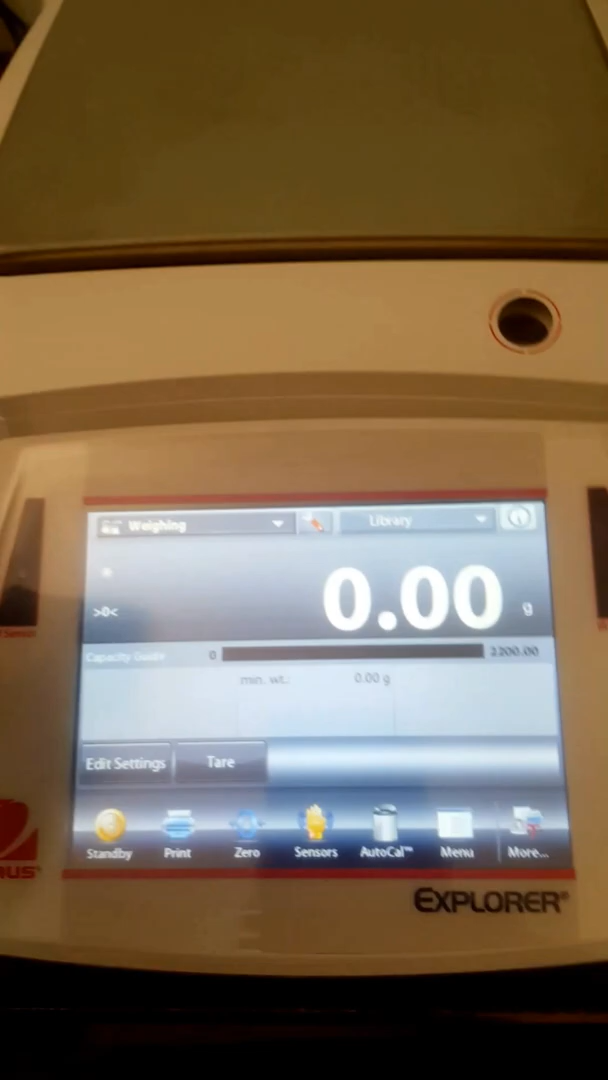 Weighing Library
>0< 0.00 g
Capacity Guide 0 2200.00
min. wt.: 0.00 g
Edit Settings Tare
Standby Print Zero Sensors AutoCal™ Menu More...
EXPLORER®